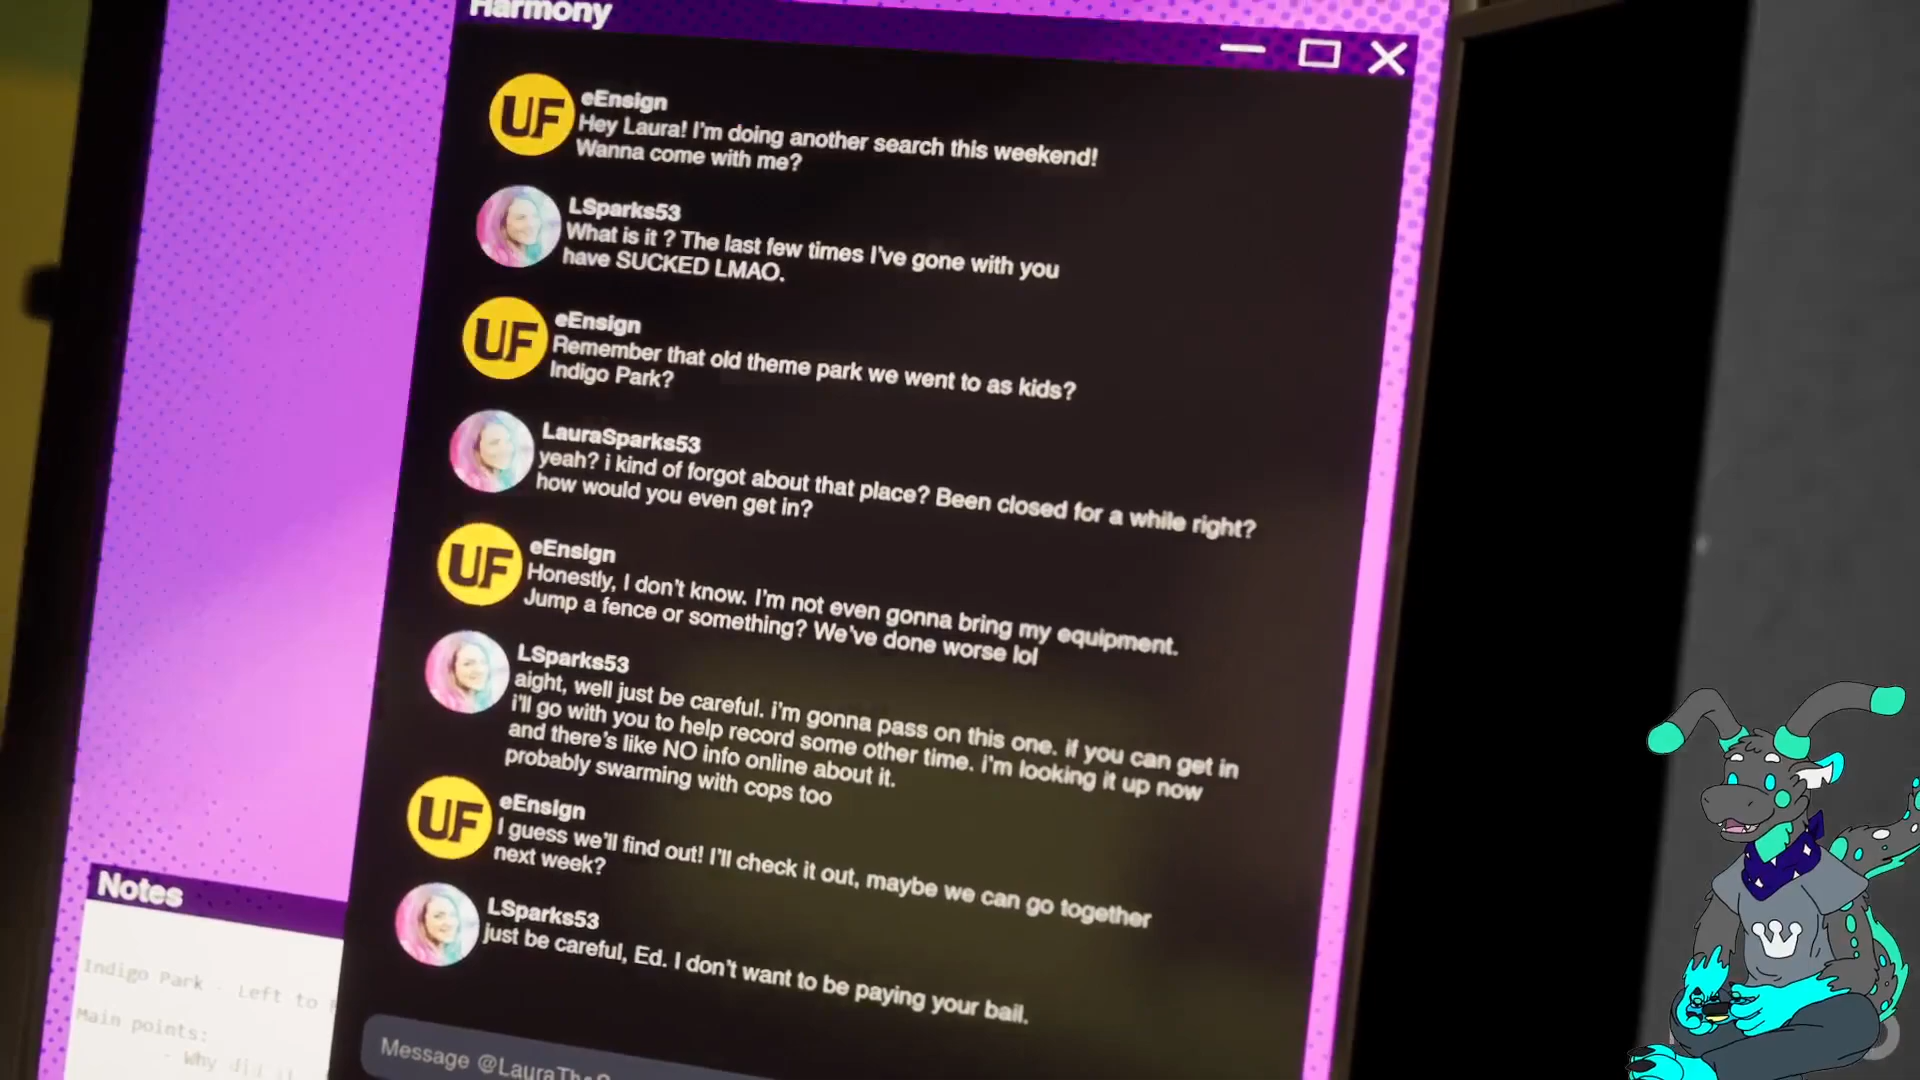 Harmony
UF
eEnsign
Hey Laura! I'm doing another search this weekend!
Wanna come with me?
LSparks53
What is it ? The last few times I've gone with you
have SUCKED LMAO.
UF
eEnsign
Remember that old theme park we went to as kids?
Indigo Park?
LauraSparks53
yeah? i kind of forgot about that place? Been closed for a while right?
how would you even get in?
UF
eEnsign
Honestly, I don't know. I'm not even gonna bring my equipment.
Jump a fence or something? We've done worse lol
LSparks53
aight, well just be careful. i'm gonna pass on this one. if you can get in
i'll go with you to help record some other time. i'm looking it up now
and there's like NO info online about it.
probably swarming with cops too
UF
eEnsign
I guess we'll find out! I'll check it out, maybe we can go together
next week?
LSparks53
just be careful, Ed. I don't want to be paying your bail.
Message
Notes
Indigo Park - Left to
Main points:
- Why did